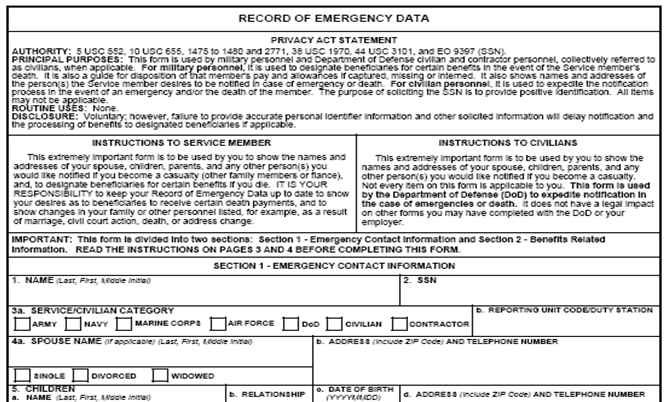 RECORD OF EMERGENCY DATA
PRIVACY ACT STATEMENT
AUTHORITY: 5 USC 552, 10 USC 655, 1475 to 1480 and 2771, 38 USC 1970, 44 USC 3101, and EO 9397 (SSN).
PRINCIPAL PURPOSES: This form is used by military personnel and Department of Defense civilian and contractor personnel, collectively referred to
as civilians, when applicable. For military personnel, it is used to designate beneficiaries for certain benefits in the event of the Service member's
death. It is also a guide for disposition of that member's pay and allowances if captured, missing or interned. It also shows names and addresses of
the person(s) the Service member desires to be notified in case of emergency or death. For civilian personnel, it is used to expedite the notification
process in the event of an emergency and/or the death of the member. The purpose of soliciting the SSN is to provide positive identification. All items
may not be applicable.
ROUTINE USES: None.
DISCLOSURE: Voluntary; however, failure to provide accurate personal identifier information and other solicited information will delay notification and
the processing of benefits to designated beneficiaries if applicable.
INSTRUCTIONS TO SERVICE MEMBER
This extremely important form is to be used by you to show the names and
addresses of your spouse, children, parents, and any other person(s) you
would like notified if you become a casualty (other family members or fiance),
and, to designate beneficiaries for certain benefits if you die. IT IS YOUR
RESPONSIBILITY to keep your Record of Emergency Data up to date to show
your desires as to beneficiaries to receive certain death payments, and to
show changes in your family or other personnel listed, for example, as a result
of marriage, civil court action, death, or address change.
INSTRUCTIONS TO CIVILIANS
This extremely important form is to be used by you to show the
names and addresses of your spouse, children, parents, and any
other person(s) you would like notified if you become a casualty.
Not every item on this form is applicable to you. This form is used
by the Department of Defense (DoD) to expedite notification in
the case of emergencies or death. It does not have a legal impact
on other forms you may have completed with the DoD or your
employer.
IMPORTANT: This form is divided into two sections: Section 1 - Emergency Contact Information and Section 2 - Benefits Related
Information. READ THE INSTRUCTIONS ON PAGES 3 AND 4 BEFORE COMPLETING THIS FORM.
SECTION 1 - EMERGENCY CONTACT INFORMATION
1. NAME (Last, First, Middle Initial)
2. SSN
3a. SERVICE/CIVILIAN CATEGORY
ARMY NAVY MARINE CORPS AIR FORCE DoD CIVILIAN CONTRACTOR
b. REPORTING UNIT CODE/DUTY STATION
4a. SPOUSE NAME (If applicable) (Last, First, Middle Initial)
b. ADDRESS (Include ZIP Code) AND TELEPHONE NUMBER
SINGLE DIVORCED WIDOWED
5. CHILDREN
a. NAME (Last, First, Middle Initial)
b. RELATIONSHIP
c. DATE OF BIRTH
(YYYYMMDD)
d. ADDRESS (Include ZIP Code) AND TELEPHONE NUMBER